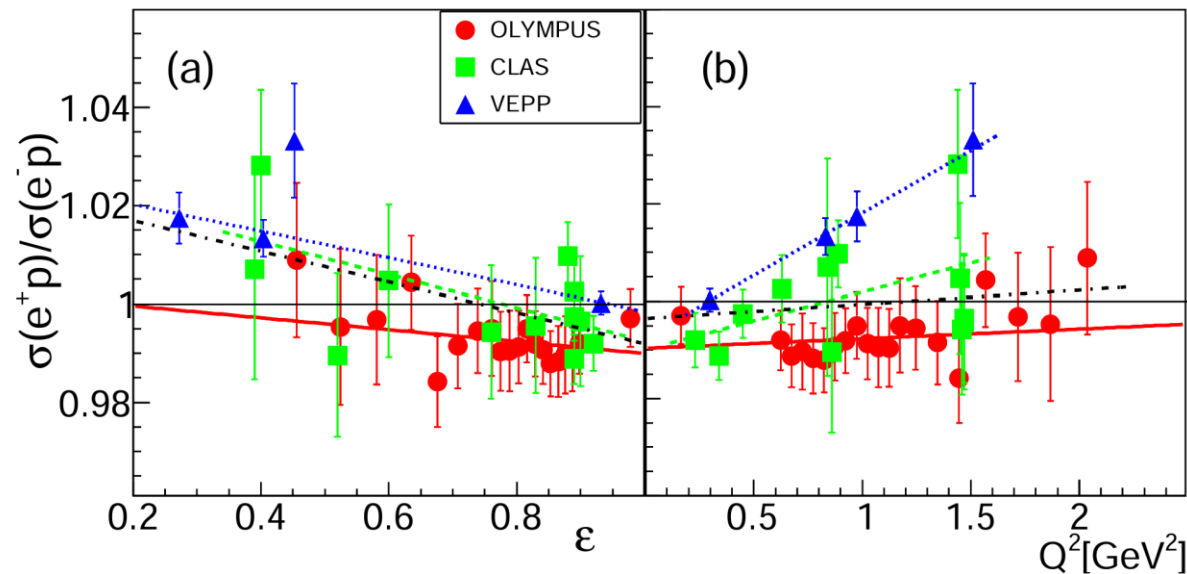 (a)
OLYMPUS
CLAS
VEPP
(b)
σ(e⁺p)/σ(e⁻p)
1.04
1.02
1
0.98
0.2
0.4
0.6
0.8
ε
0.5
1
1.5
2
Q²[GeV²]